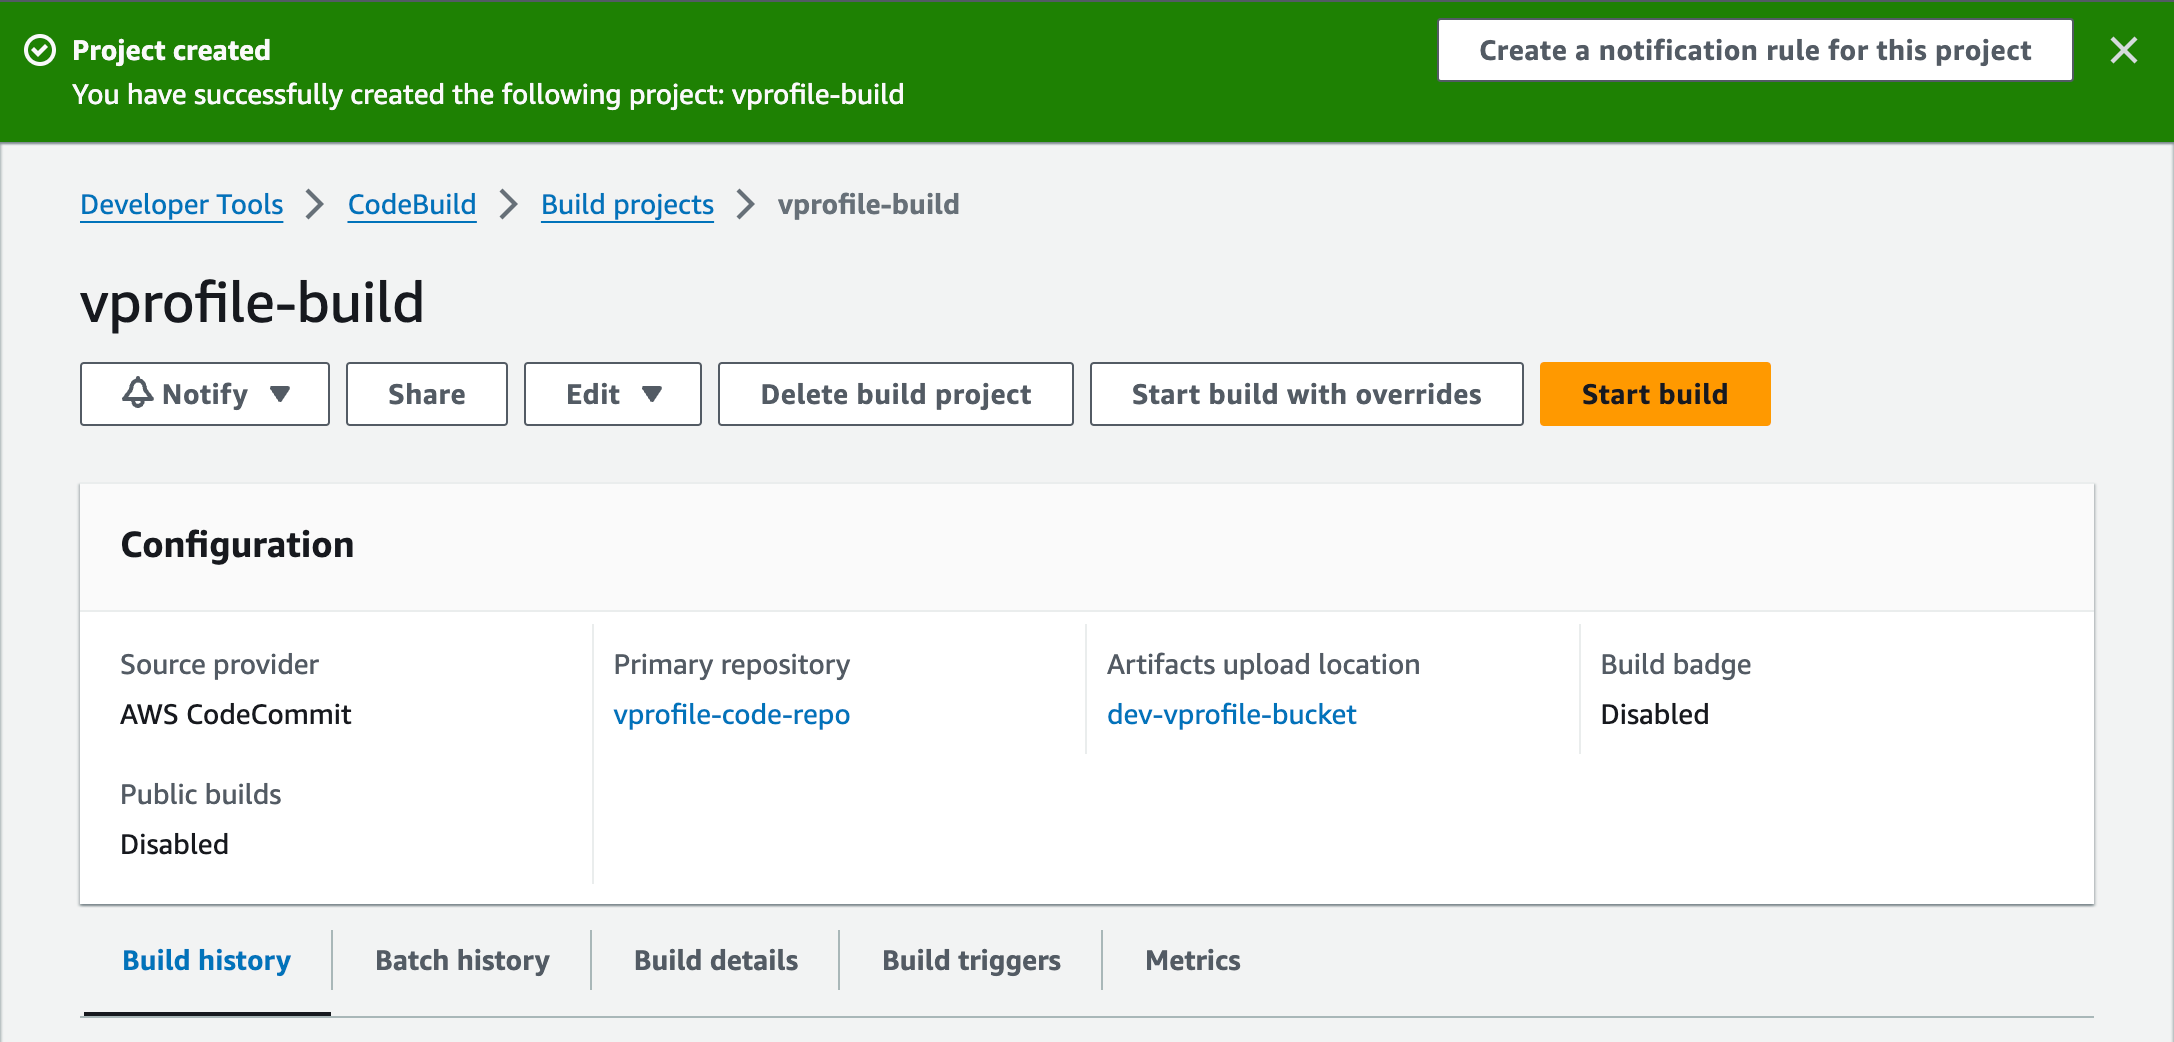 Project created
Create a notification rule for this project
You have successfully created the following project: vprofile-build
Developer Tools CodeBuild Build projects vprofile-build
vprofile-build
Notify Share Edit Delete build project Start build with overrides Start build
Configuration
Source provider Primary repository Artifacts upload location Build badge
AWS CodeCommit vprofile-code-repo dev-vprofile-bucket Disabled
Public builds
Disabled
Build history Batch history Build details Build triggers Metrics